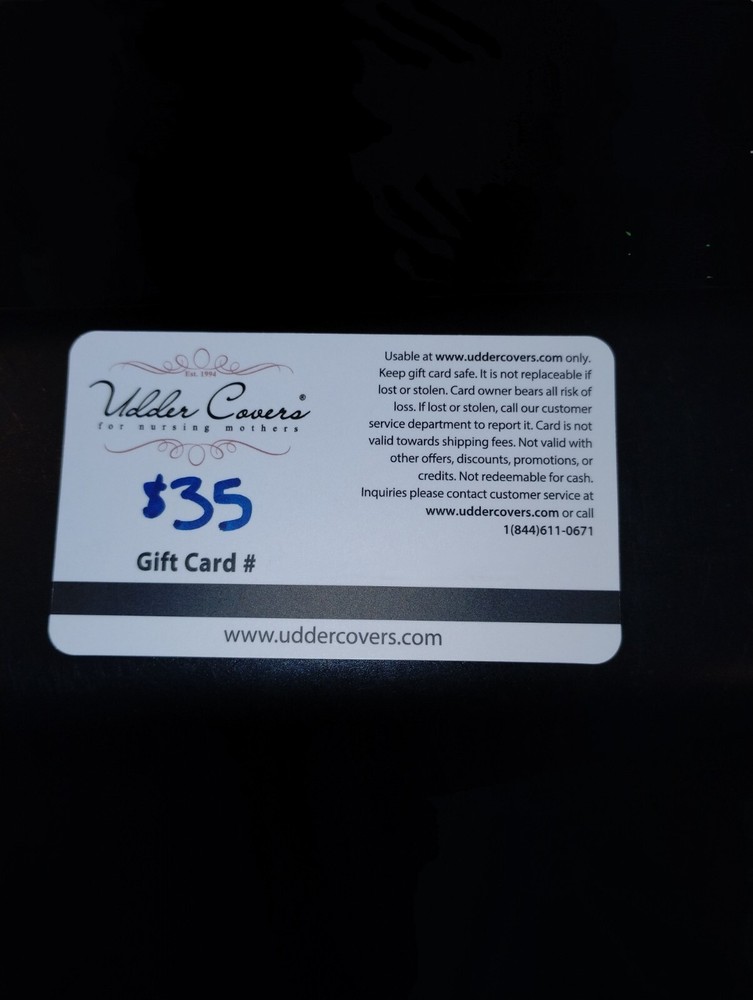 Est. 1994
Udder Covers®
for nursing mothers
$35
Gift Card #
Usable at www.uddercovers.com only.
Keep gift card safe. It is not replaceable if
lost or stolen. Card owner bears all risk of
loss. If lost or stolen, call our customer
service department to report it. Card is not
valid towards shipping fees. Not valid with
other offers, discounts, promotions, or
credits. Not redeemable for cash.
Inquiries please contact customer service at
www.uddercovers.com or call
1(844)611-0671
www.uddercovers.com